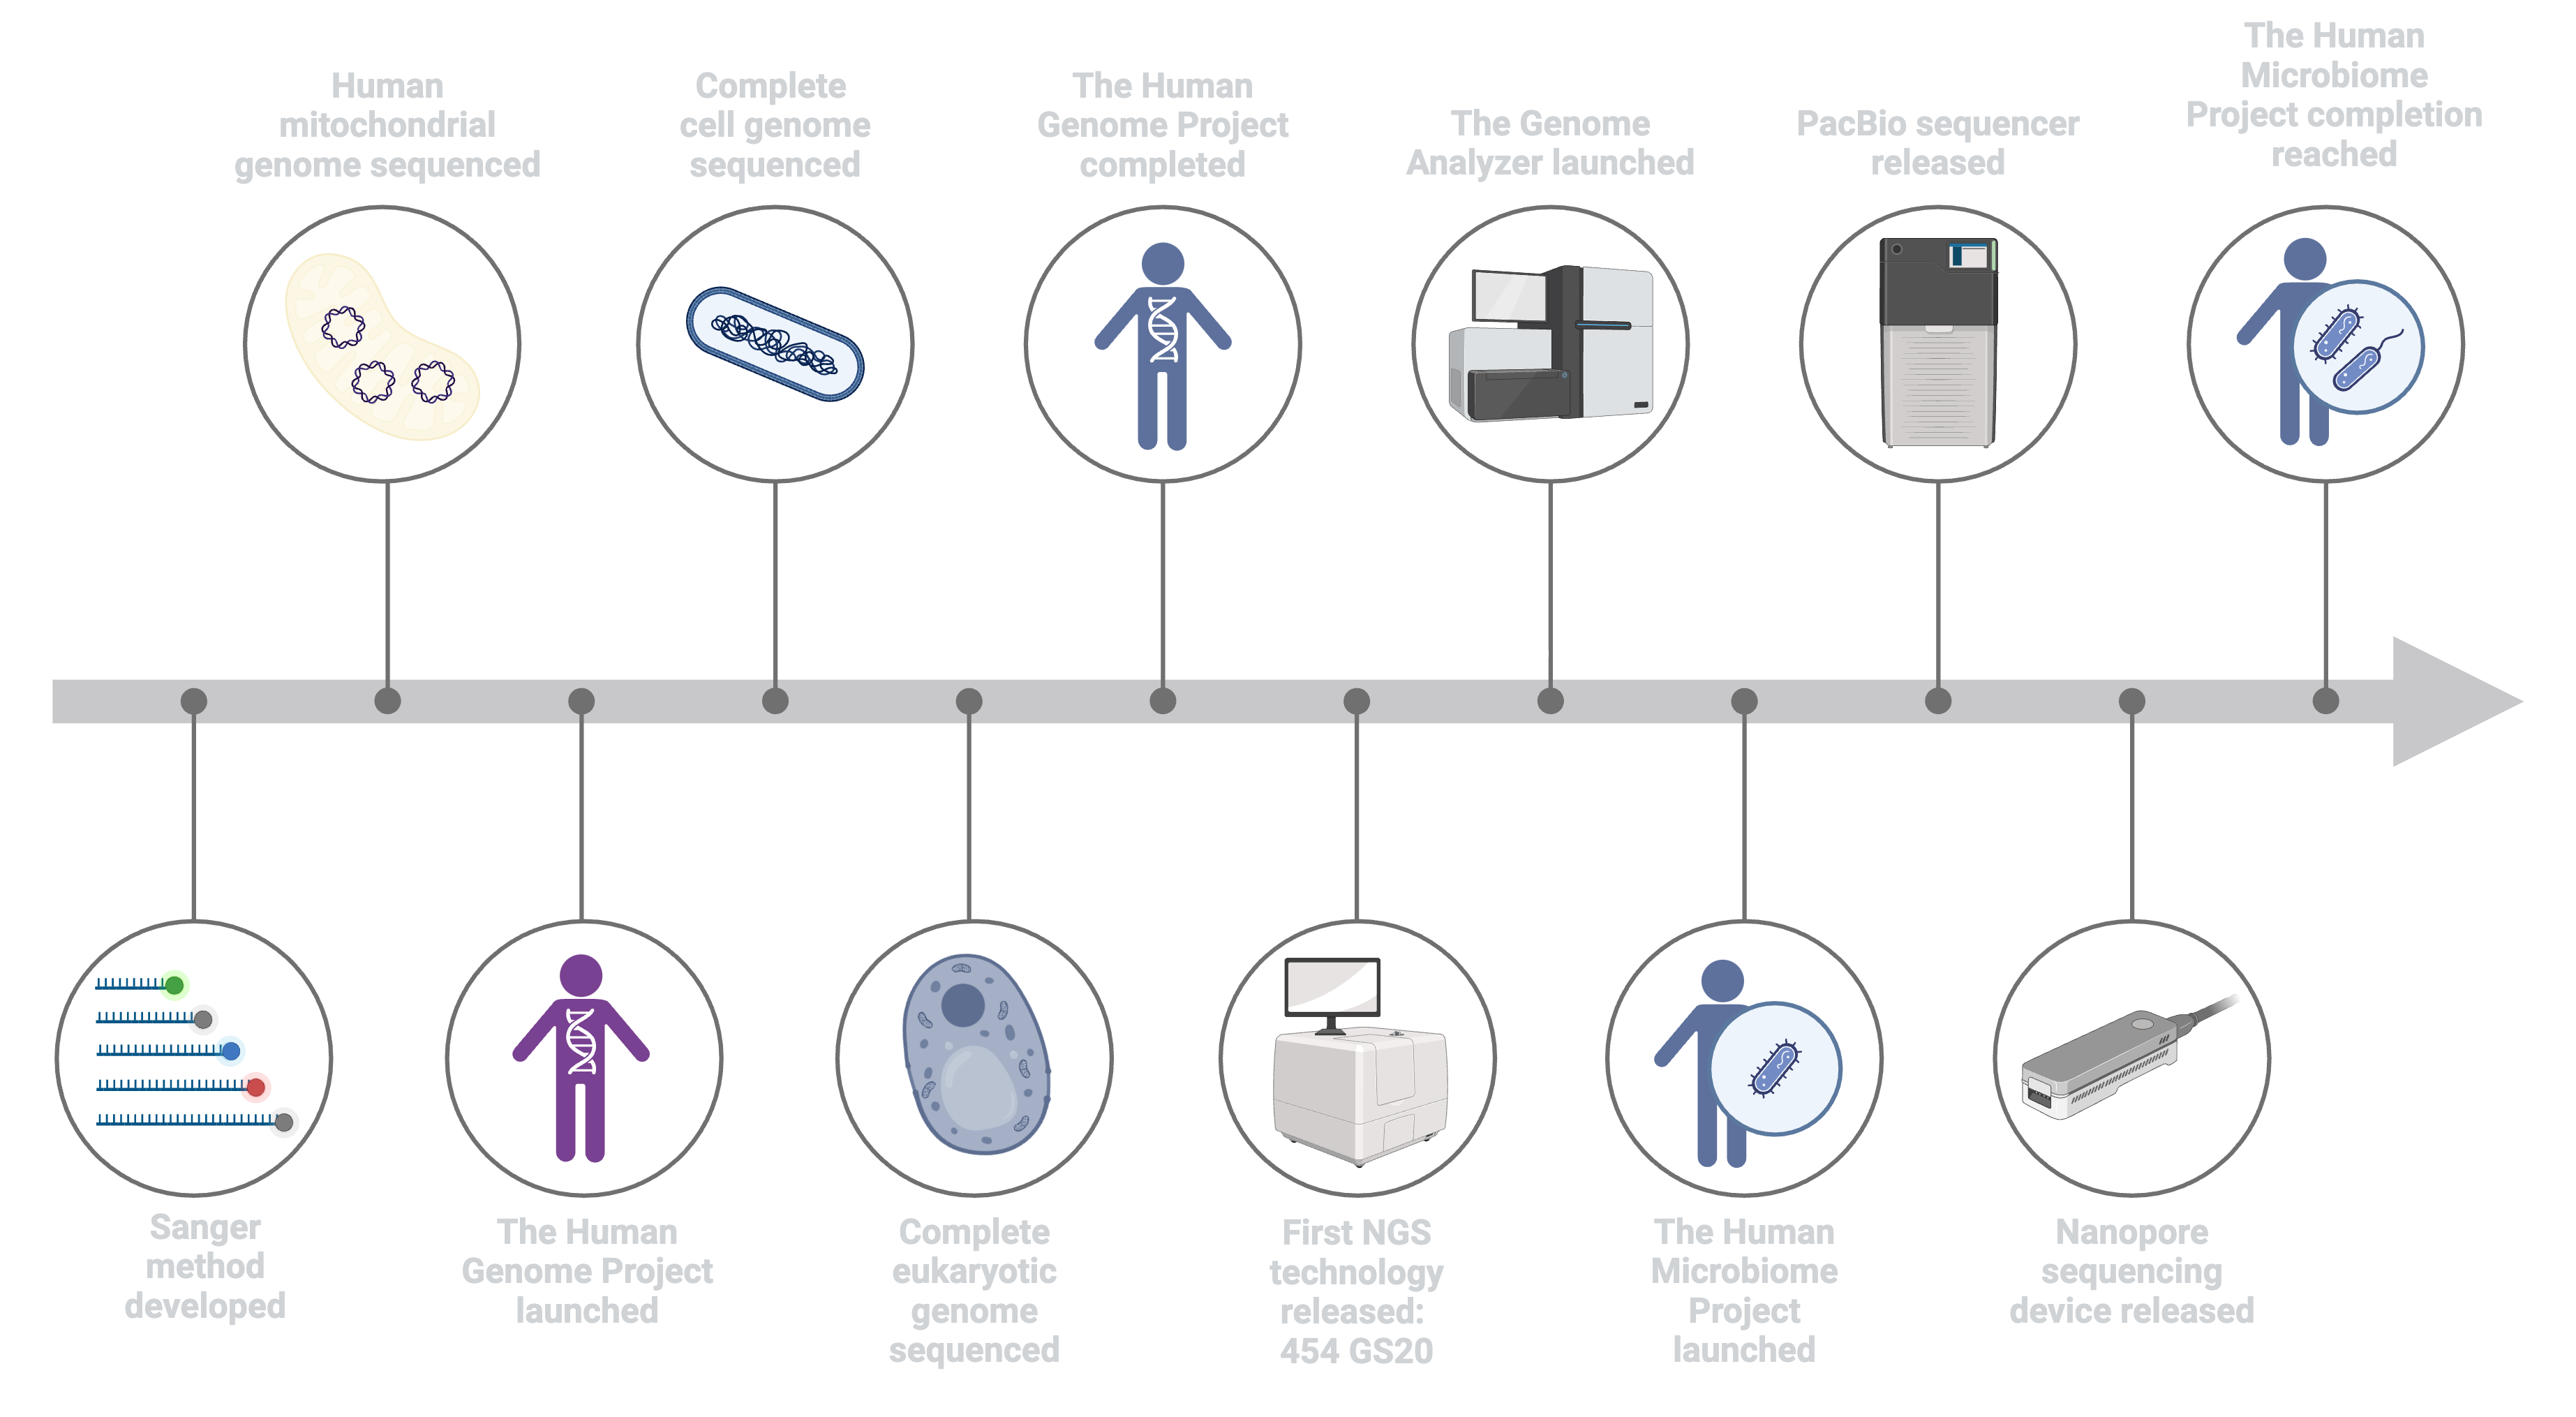 Human
mitochondrial
genome sequenced
Complete
cell genome
sequenced
The Human
Genome Project
completed
The Genome
Analyzer launched
PacBio sequencer
released
The Human
Microbiome
Project completion
reached
Sanger
method
developed
The Human
Genome Project
launched
Complete
eukaryotic
genome
sequenced
First NGS
technology
released:
454 GS20
The Human
Microbiome
Project
launched
Nanopore
sequencing
device released